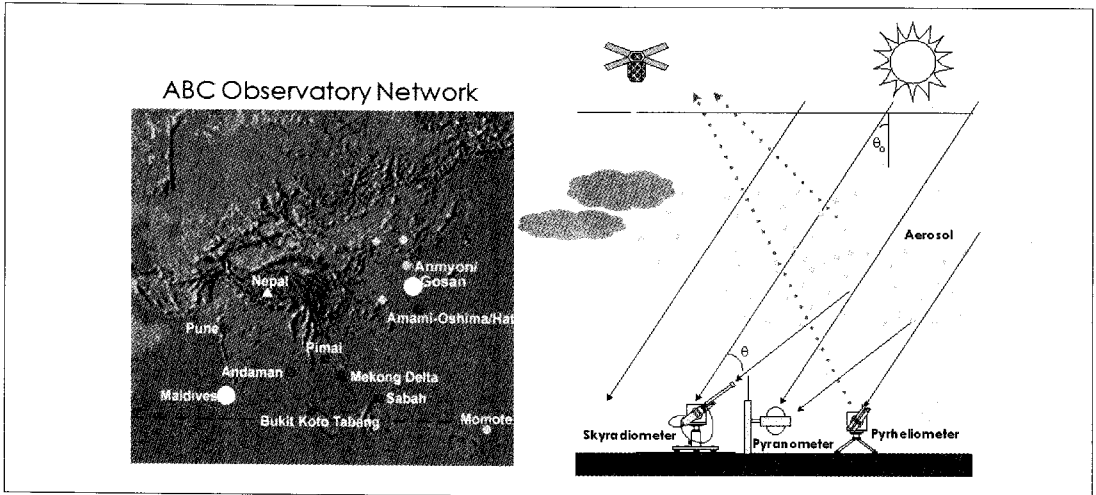 ABC Observatory Network
Nepal
Anmyon/
Gosan
Amami-Oshima/Hat
Pune
Pimai
Andaman
Mekong Delta
Maldives
Sabah
Bukit Koto Tabang
Momote
θo
Aerosol
θ
Skyradiometer
Pyranometer
Pyrheliometer